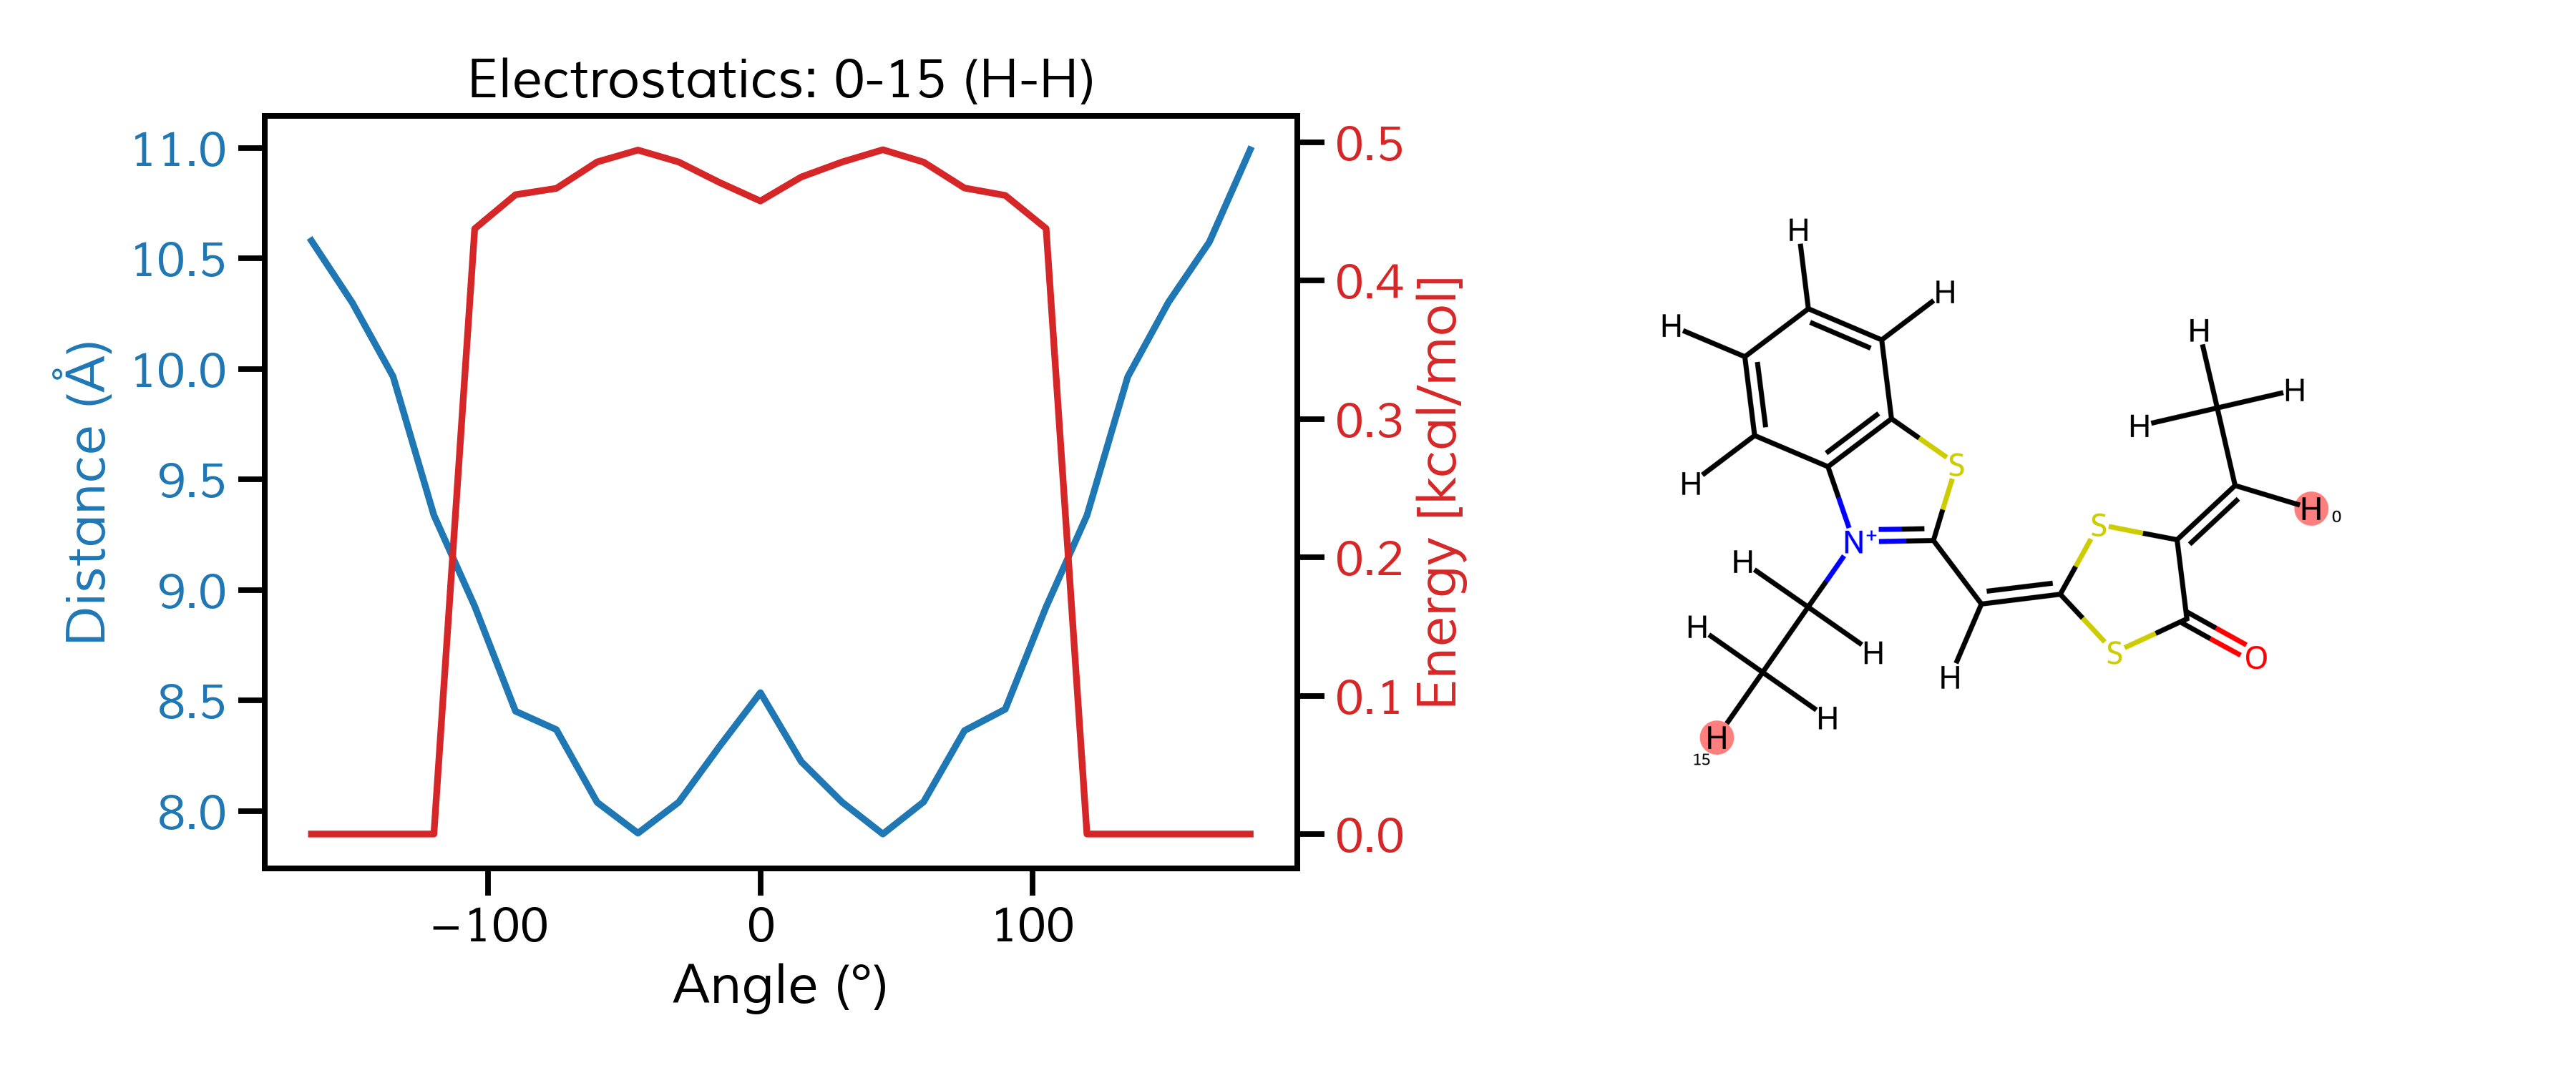 Electrostatics: 0-15 (H-H)
11.0
10.5
10.0
9.5
9.0
8.5
8.0
Distance (Å)
0.5
0.4
0.3
0.2
0.1
0.0
Energy [kcal/mol]
−100
0
100
Angle (°)
H
H
H
H
S
N⁺
H
H
H
H
H
15
H
S
S
O
H
H
H
H
0